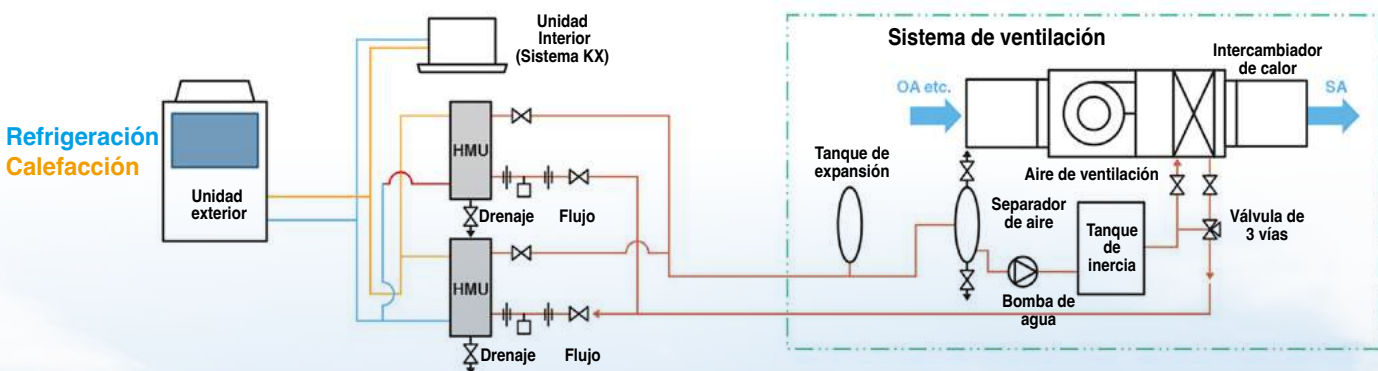 Refrigeración
Calefacción
Unidad
exterior
Unidad
Interior
(Sistema KX)
HMU
Drenaje
Flujo
HMU
Drenaje
Flujo
Sistema de ventilación
OA etc.
Intercambiador
de calor
SA
Tanque de
expansión
Aire de ventilación
Separador
de aire
Tanque
de
inercia
Válvula de
3 vías
Bomba de
agua